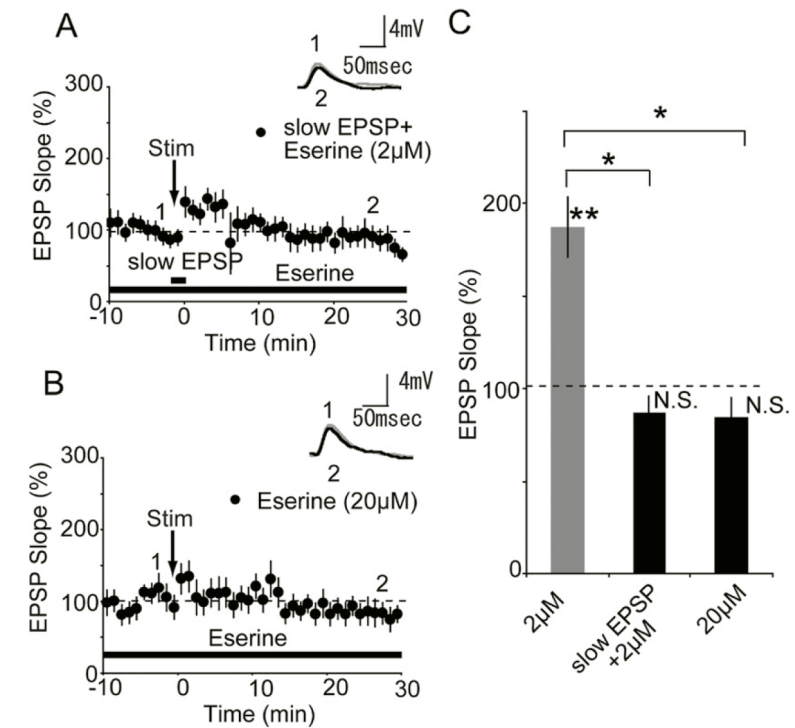 A
1
4mV
50msec
2
300
slow EPSP+
Eserine (2µM)
Stim
200
1
2
100
slow EPSP
Eserine
0
-10
0
10
20
30
EPSP Slope (%)
Time (min)
B
1
4mV
50msec
2
300
Eserine (20µM)
Stim
200
1
2
100
Eserine
0
-10
0
10
20
30
EPSP Slope (%)
Time (min)
C
*
*
200
**
EPSP Slope (%)
100
N.S.
N.S.
0
2µM
slow EPSP
+2µM
20µM